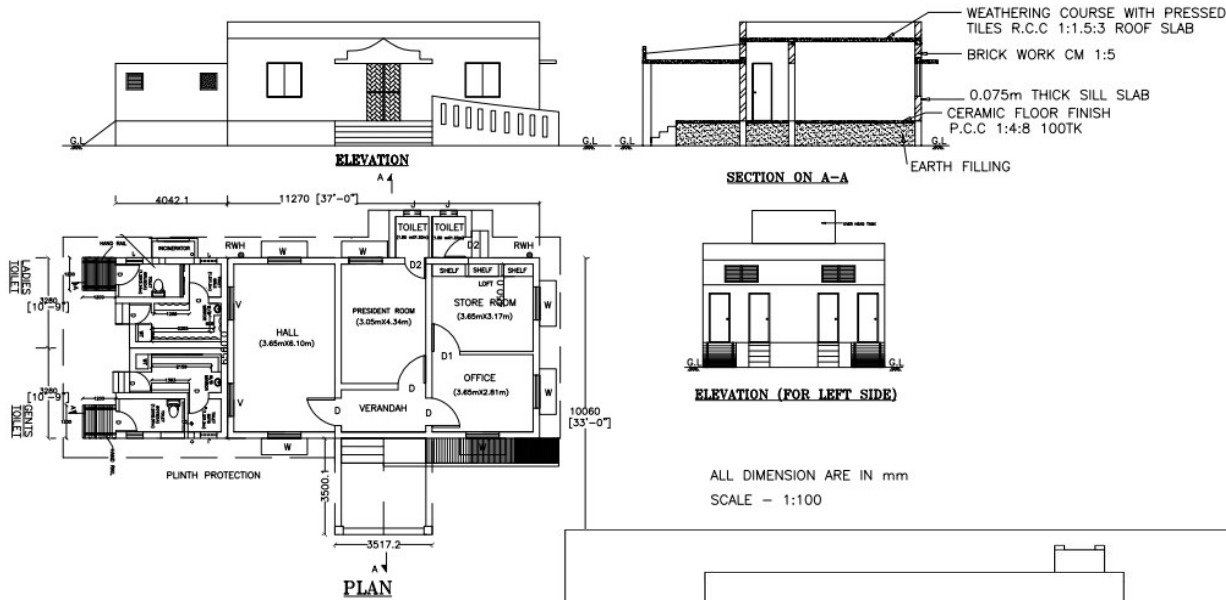 WEATHERING COURSE WITH PRESSED
TILES R.C.C 1:1.5:3 ROOF SLAB
BRICK WORK CM 1:5
0.075m THICK SILL SLAB
CERAMIC FLOOR FINISH
P.C.C 1:4:8 100TK
EARTH FILLING
G.L
G.L
G.L
G.L
ELEVATION
SECTION ON A-A
A
4042.1
11270 [37'-0"]
J
J
TOILET
TOILET
HAND RAIL
INCINERATOR
RWH
W
W
D2
D2
RWH
LADIES
TOILET
3280
[10'-9"]
SHELF
SHELF
SHELF
LOFT
V
W
STORE ROOM
(3.65mX3.17m)
PRESIDENT ROOM
(3.05mX4.34m)
HALL
(3.65mX6.10m)
D1
OFFICE
(3.65mX2.81m)
W
3280
[10'-9"]
GENTS
TOILET
V
D
D
D
VERANDAH
W
W
10060
[33'-0"]
PLINTH PROTECTION
3500.1
3517.2
A
PLAN
G.L
G.L
ELEVATION (FOR LEFT SIDE)
ALL DIMENSION ARE IN mm
SCALE - 1:100